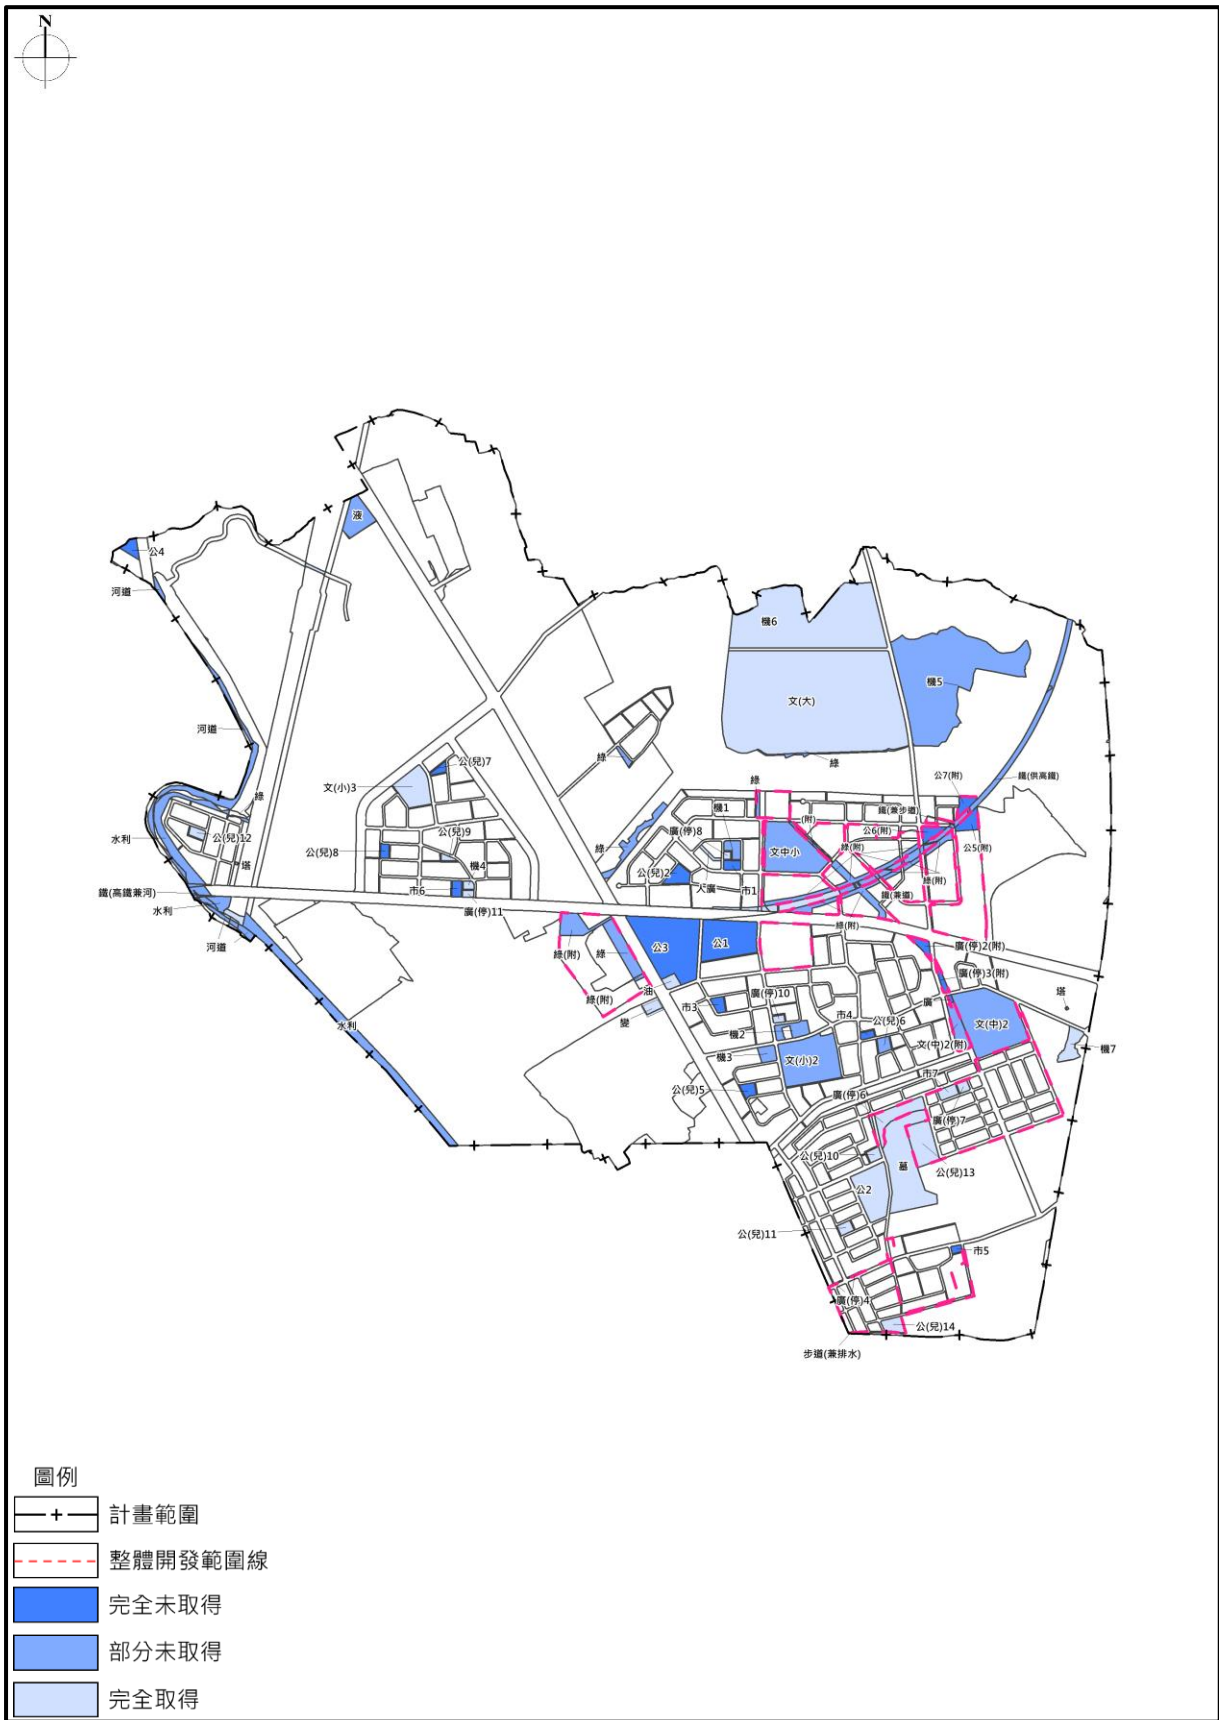 N
液
公4
河道
機6
機5
文(大)
河道
綠
綠
鐵(供高鐵)
公7(附)
公(兒)7
文(小)3
綠
機1
(附)
鐵(兼步道)
綠
公6(附)
水利
公(兒)12
公(兒)9
公(兒)8
機4
廣(停)8
文中小
綠(附)
公5(附)
綠
塔
公(兒)2
綠(附)
鐵(高鐵兼河)
市6
人廣
市1
鐵(兼道)
水利
廣(停)11
綠(附)
河道
綠(附)
綠
公3
公1
廣(停)2(附)
廣(停)3(附)
綠(附)
油
廣(停)10
廣
塔
變
市3
市4
公(兒)6
文(中)2
水利
機2
文(中)2(附)
機7
機3
文(小)2
市7
公(兒)5
廣(停)6
廣(停)7
公(兒)10
墓
公(兒)13
公2
公(兒)11
市5
廣(停)4
公(兒)14
步道(兼排水)
圖例
計畫範圍
整體開發範圍線
完全未取得
部分未取得
完全取得